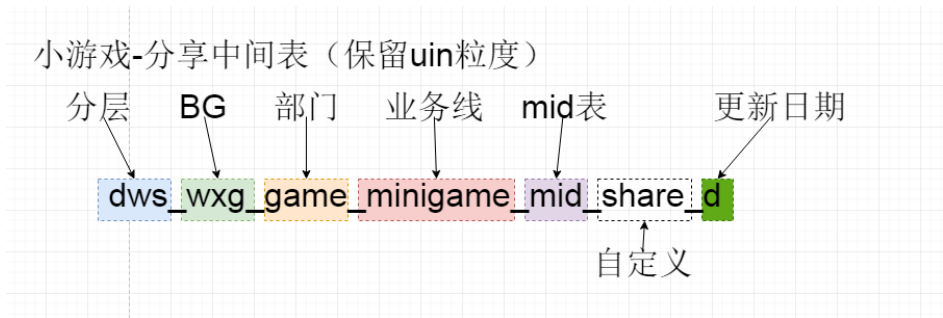 小游戏-分享中间表（保留uin粒度）
分层 BG 部门 业务线 mid表 更新日期
dws_wxg_game_minigame_mid_share_d
自定义